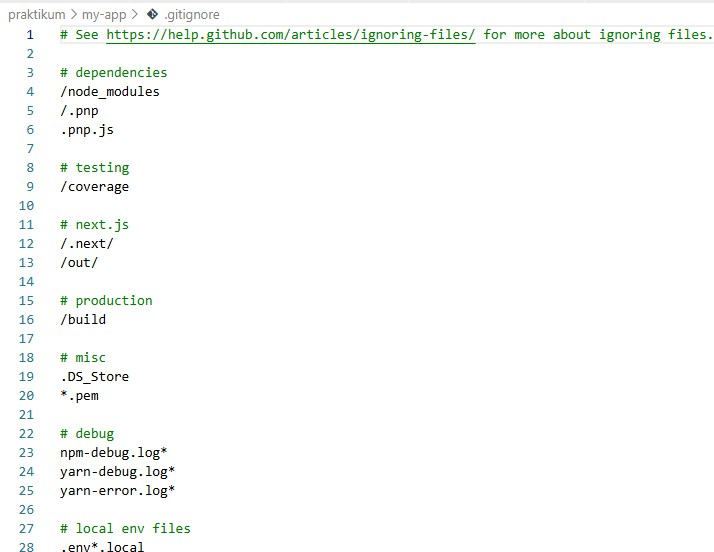 praktikum > my-app > .gitignore
1 # See https://help.github.com/articles/ignoring-files/ for more about ignoring files.
2
3 # dependencies
4 /node_modules
5 /.pnp
6 .pnp.js
7
8 # testing
9 /coverage
10
11 # next.js
12 /.next/
13 /out/
14
15 # production
16 /build
17
18 # misc
19 .DS_Store
20 *.pem
21
22 # debug
23 npm-debug.log*
24 yarn-debug.log*
25 yarn-error.log*
26
27 # local env files
28 .env*.local